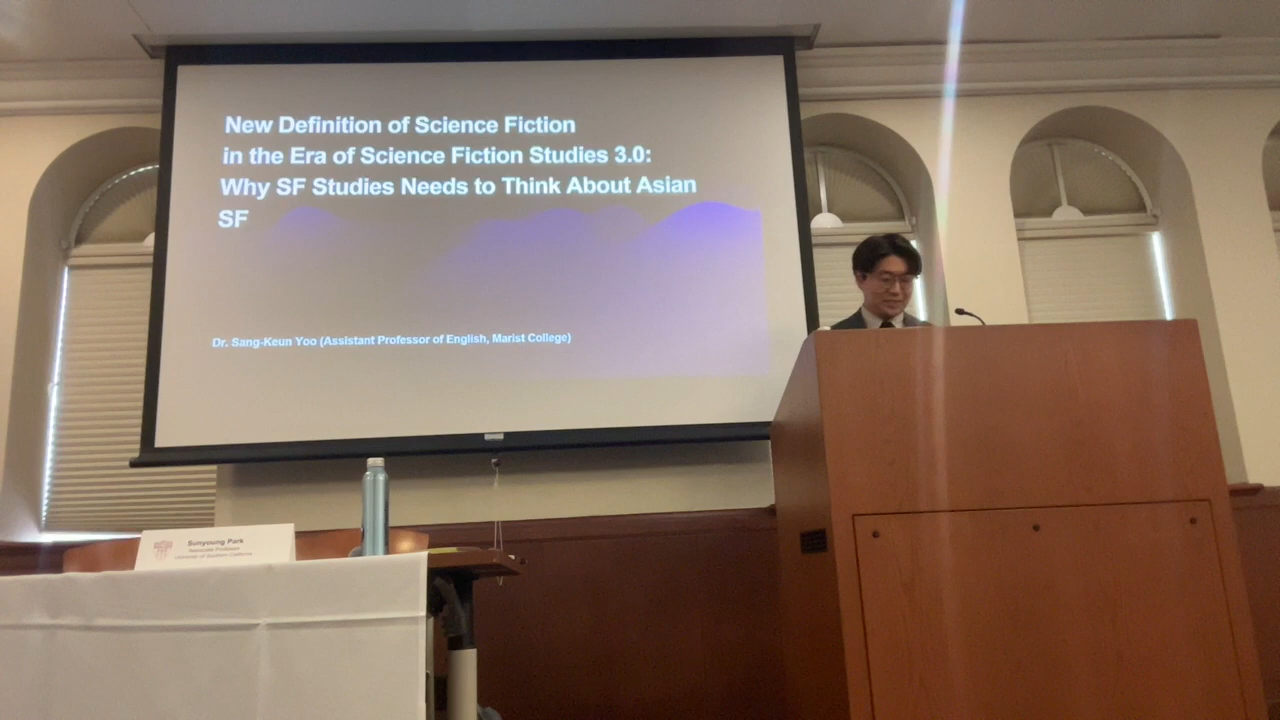 New Definition of Science Fiction
in the Era of Science Fiction Studies 3.0:
Why SF Studies Needs to Think About Asian
SF
Dr. Sang-Keun Yoo (Assistant Professor of English, Marist College)
Sunyoung Park
Associate Professor
University of Southern California